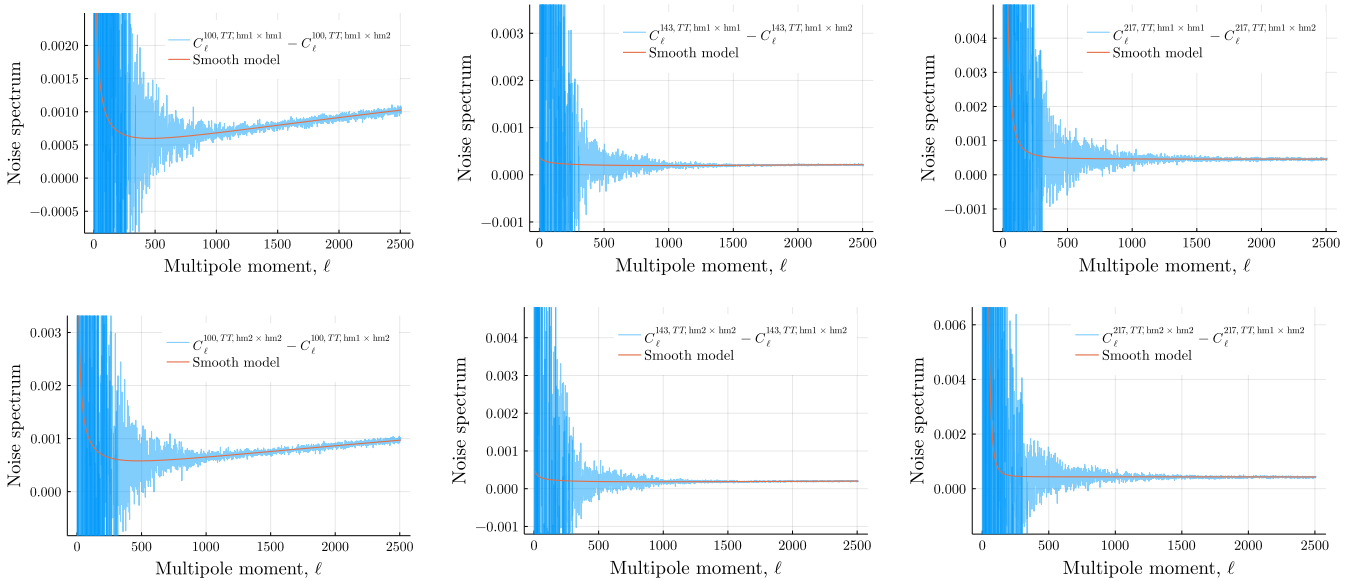 Noise spectrum
0.0020
0.0015
0.0010
0.0005
0.0000
−0.0005
C_ℓ^{100,TT,hm1 × hm1} − C_ℓ^{100,TT,hm1 × hm2}
Smooth model
0 500 1000 1500 2000 2500
Multipole moment, ℓ
Noise spectrum
0.003
0.002
0.001
0.000
−0.001
C_ℓ^{143,TT,hm1 × hm1} − C_ℓ^{143,TT,hm1 × hm2}
Smooth model
0 500 1000 1500 2000 2500
Multipole moment, ℓ
Noise spectrum
0.004
0.003
0.002
0.001
0.000
−0.001
C_ℓ^{217,TT,hm1 × hm1} − C_ℓ^{217,TT,hm1 × hm2}
Smooth model
0 500 1000 1500 2000 2500
Multipole moment, ℓ
Noise spectrum
0.003
0.002
0.001
0.000
C_ℓ^{100,TT,hm2 × hm2} − C_ℓ^{100,TT,hm1 × hm2}
Smooth model
0 500 1000 1500 2000 2500
Multipole moment, ℓ
Noise spectrum
0.004
0.003
0.002
0.001
0.000
−0.001
C_ℓ^{143,TT,hm2 × hm2} − C_ℓ^{143,TT,hm1 × hm2}
Smooth model
0 500 1000 1500 2000 2500
Multipole moment, ℓ
Noise spectrum
0.006
0.004
0.002
0.000
C_ℓ^{217,TT,hm2 × hm2} − C_ℓ^{217,TT,hm1 × hm2}
Smooth model
0 500 1000 1500 2000 2500
Multipole moment, ℓ